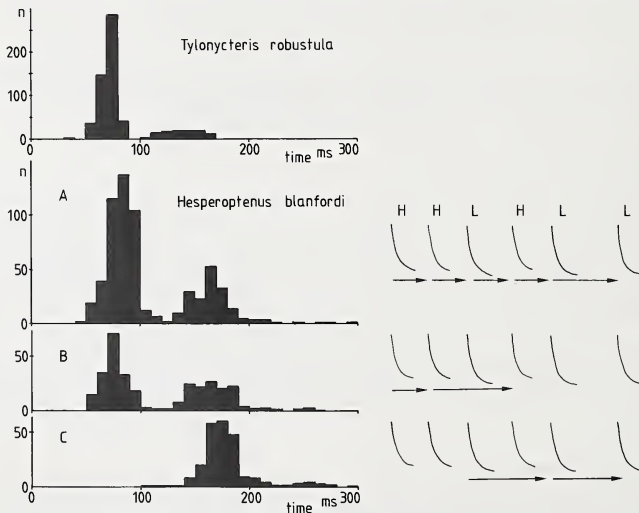 n
Tylonycteris robustula
200
100
0
0 100 200 time ms 300
n
A Hesperoptenus blanfordi
100
50
0
H H L H L L
B
50
0
C
50
0
0 100 200 time ms 300